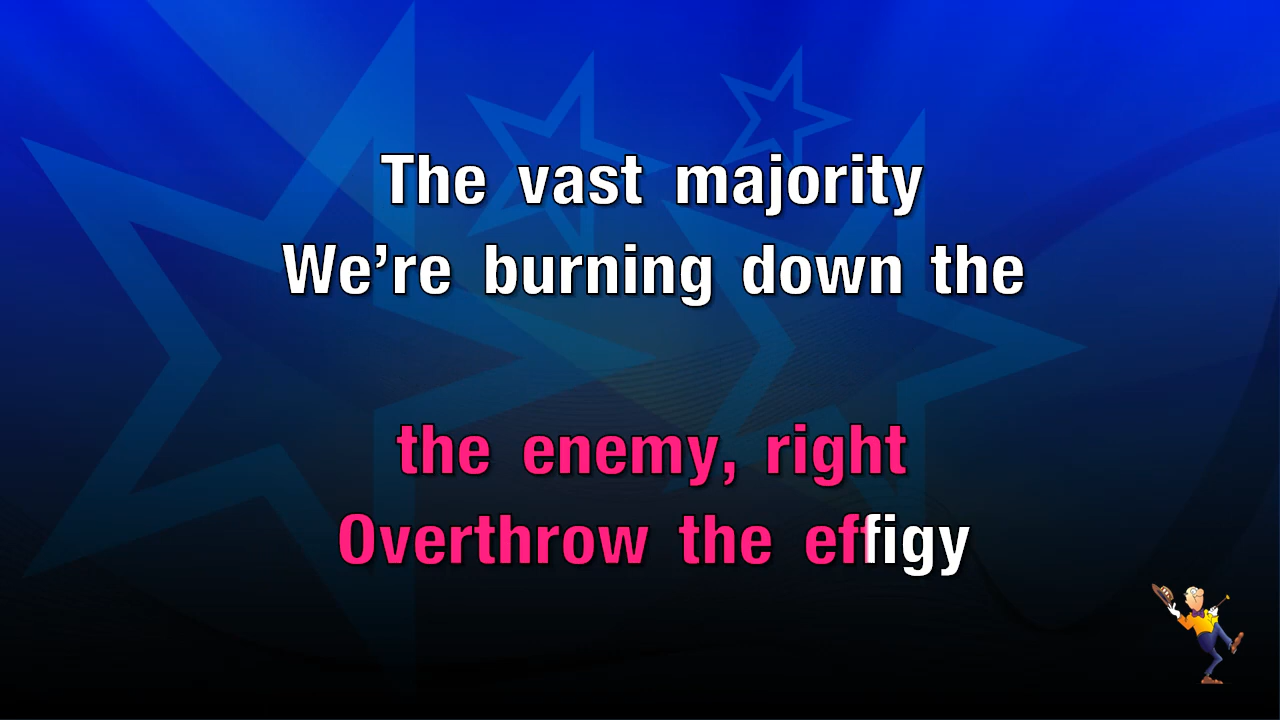 The vast majority
We’re burning down the
the enemy, right
Overthrow the effigy